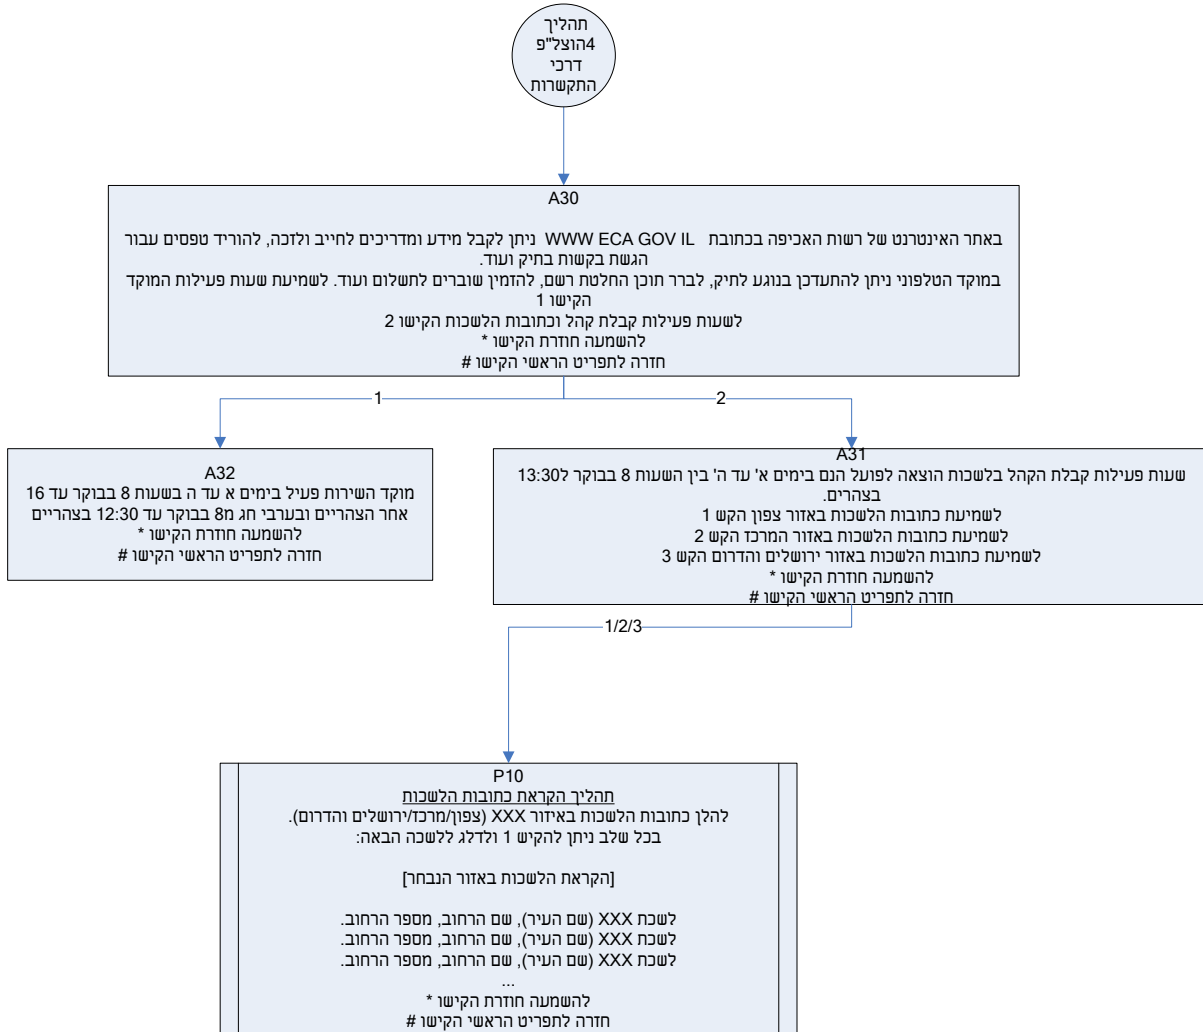 תהליך
4הוצל"פ
דרכי
התקשרות
A30
באתר האינטרנט של רשות האכיפה בכתובת WWW ECA GOV IL ניתן לקבל מידע ומדריכים לחייב ולזכה, להוריד טפסים עבור
הגשת בקשות בתיק ועוד.
במוקד הטלפוני ניתן להתעדכן בנוגע לתיק, לברר תוכן החלטת רשם, להזמין שוברים לתשלום ועוד. לשמיעת שעות פעילות המוקד
הקישו 1
לשעות פעילות קבלת קהל וכתובות הלשכות הקישו 2
להשמעה חוזרת הקישו *
חזרה לתפריט הראשי הקישו #
1
2
A32
מוקד השירות פעיל בימים א עד ה בשעות 8 בבוקר עד 16
אחר הצהריים ובערבי חג מ8 בבוקר עד 12:30 בצהריים
להשמעה חוזרת הקישו *
חזרה לתפריט הראשי הקישו #
A31
שעות פעילות קבלת הקהל בלשכות הוצאה לפועל הנם בימים א' עד ה' בין השעות 8 בבוקר ל13:30
בצהרים.
לשמיעת כתובות הלשכות באזור צפון הקש 1
לשמיעת כתובות הלשכות באזור המרכז הקש 2
לשמיעת כתובות הלשכות באזור ירושלים והדרום הקש 3
להשמעה חוזרת הקישו *
חזרה לתפריט הראשי הקישו #
1/2/3
P10
תהליך הקראת כתובות הלשכות
להלן כתובות הלשכות באיזור XXX (צפון/מרכז/ירושלים והדרום).
בכל שלב ניתן להקיש 1 ולדלג ללשכה הבאה:
[הקראת הלשכות באזור הנבחר]
לשכת XXX (שם העיר), שם הרחוב, מספר הרחוב.
לשכת XXX (שם העיר), שם הרחוב, מספר הרחוב.
לשכת XXX (שם העיר), שם הרחוב, מספר הרחוב.
...
להשמעה חוזרת הקישו *
חזרה לתפריט הראשי הקישו #